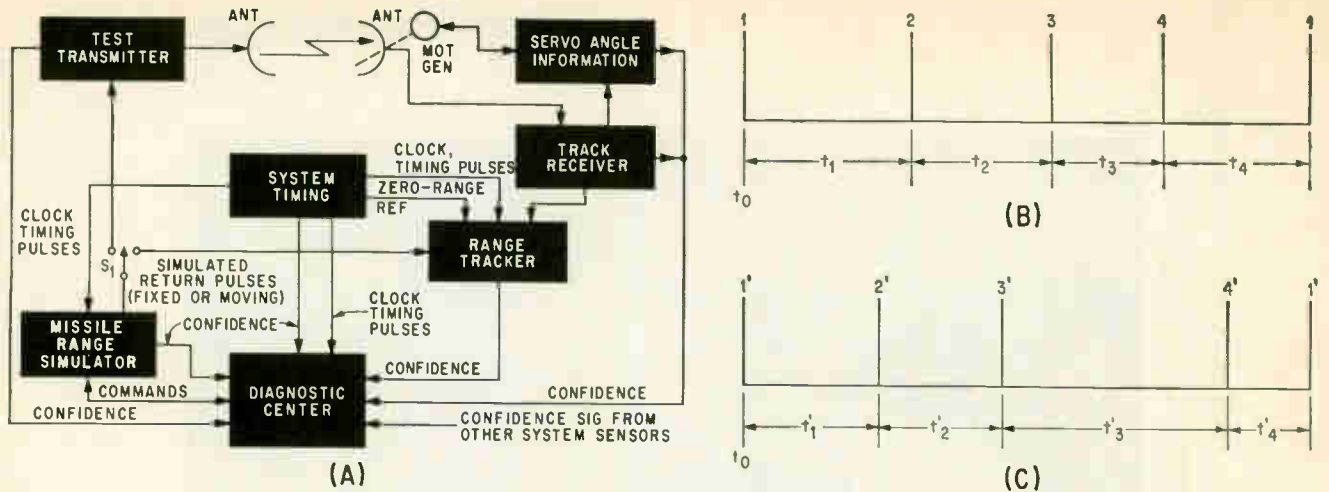 ANT
ANT
TEST
TRANSMITTER
MOT
GEN
SERVO ANGLE
INFORMATION
CLOCK,
TIMING PULSES
TRACK
RECEIVER
SYSTEM
TIMING
ZERO-RANGE
REF
CLOCK
TIMING
PULSES
RANGE
TRACKER
S1
SIMULATED
RETURN PULSES
(FIXED OR MOVING)
CLOCK
TIMING
PULSES
MISSILE
RANGE
SIMULATOR
CONFIDENCE
CONFIDENCE
DIAGNOSTIC
CENTER
COMMANDS
CONFIDENCE
CONFIDENCE
CONFIDENCE SIG FROM
OTHER SYSTEM SENSORS
(A)
1 2 3 4 1
t1 t2 t3 t4
t0
(B)
1' 2' 3' 4' 1'
t'1 t'2 t'3 t'4
t0
(C)